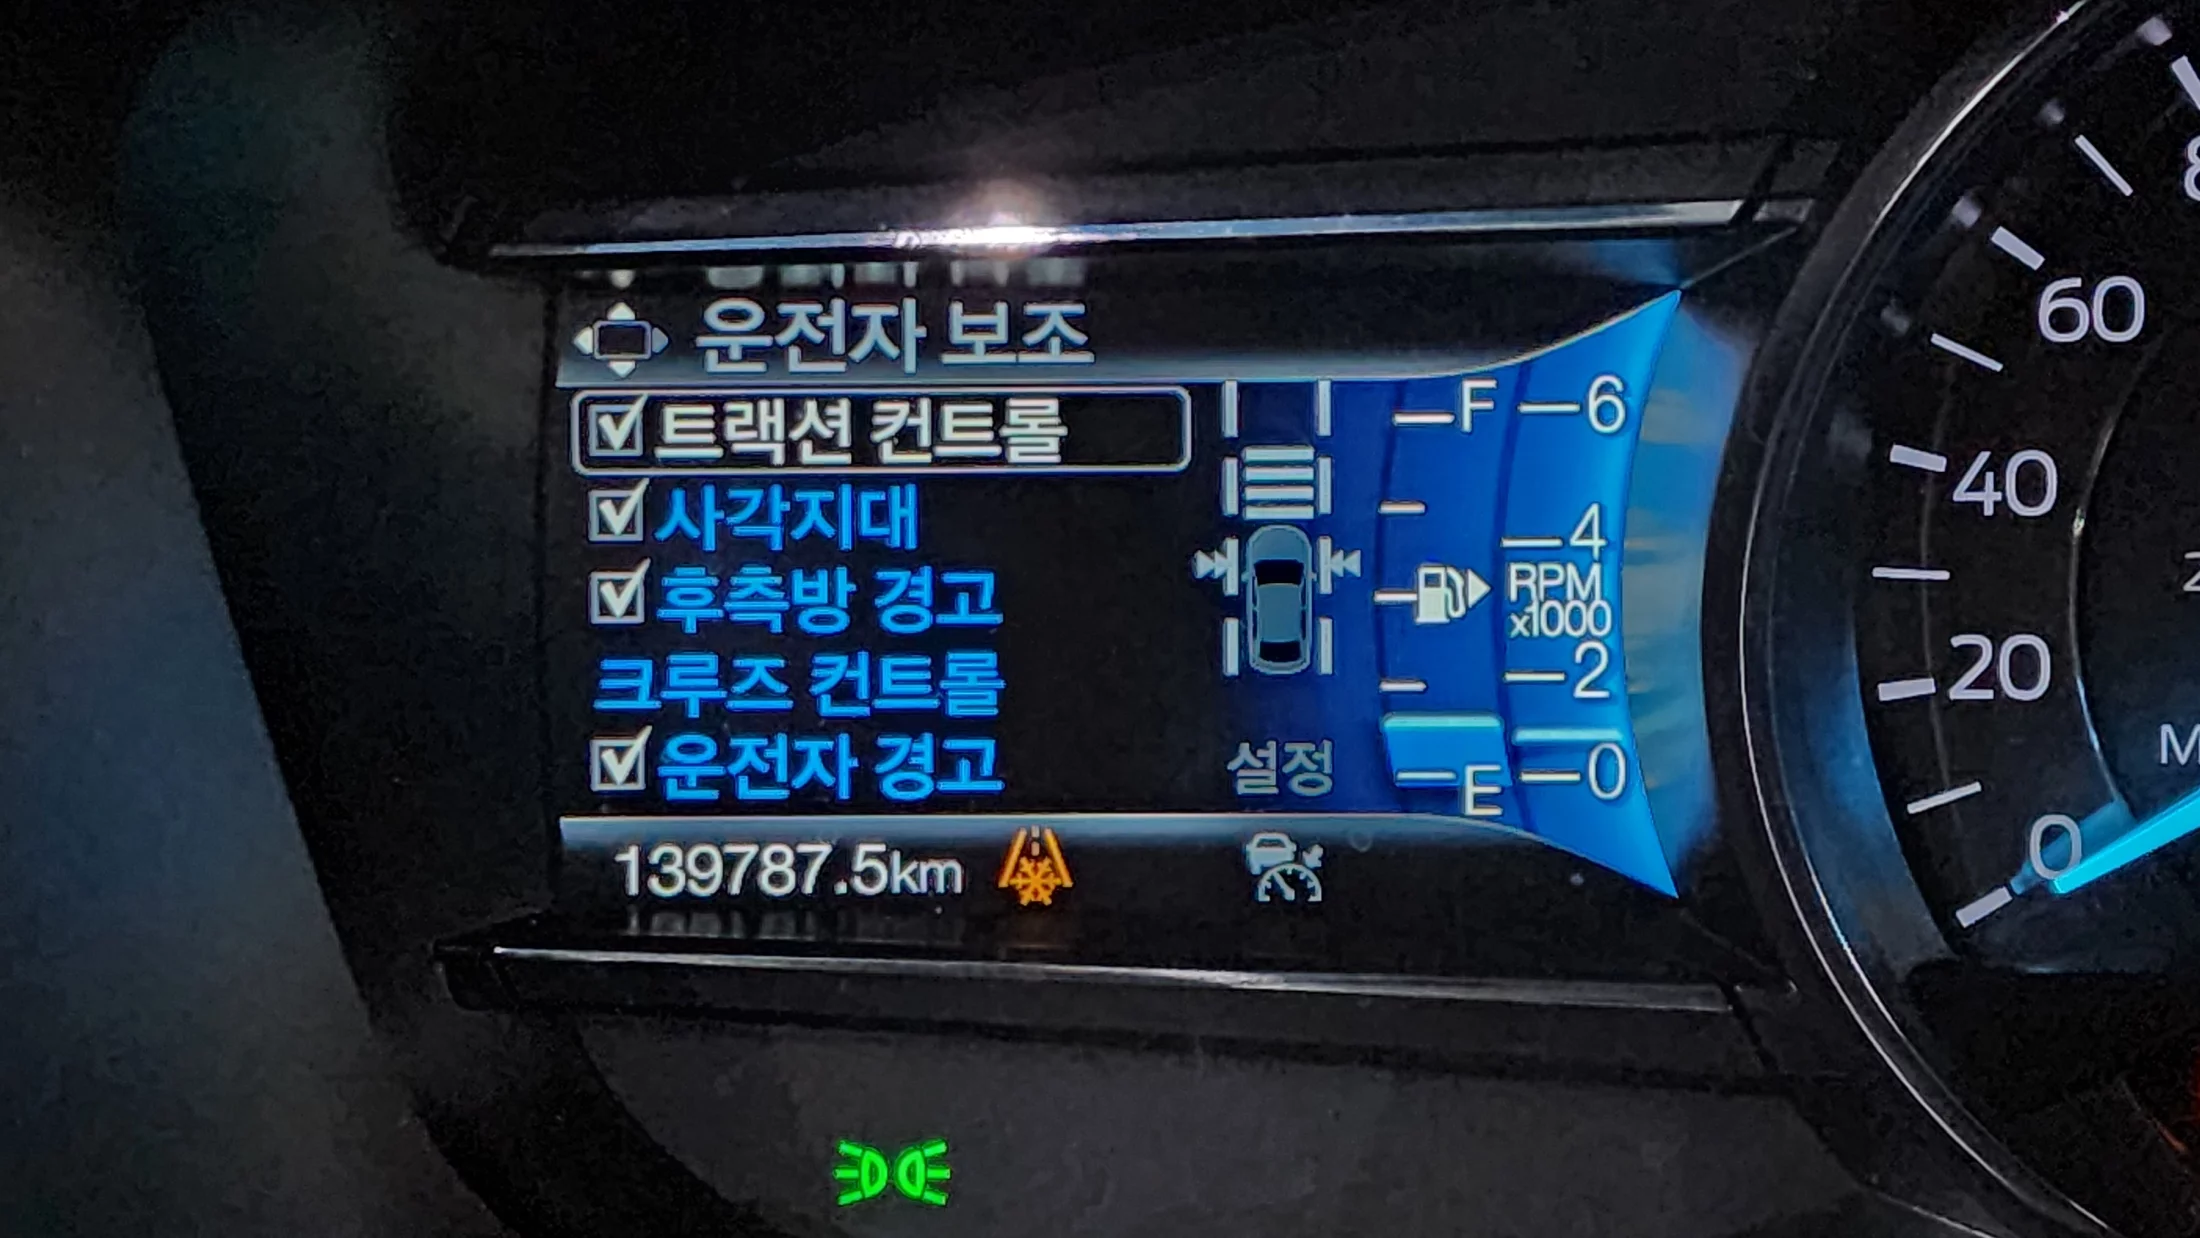 운전자 보조
트랙션 컨트롤
사각지대
후측방 경고
크루즈 컨트롤
운전자 경고
설정
139787.5km
F
E
6
4
RPM
x1000
2
0
60
40
20
0